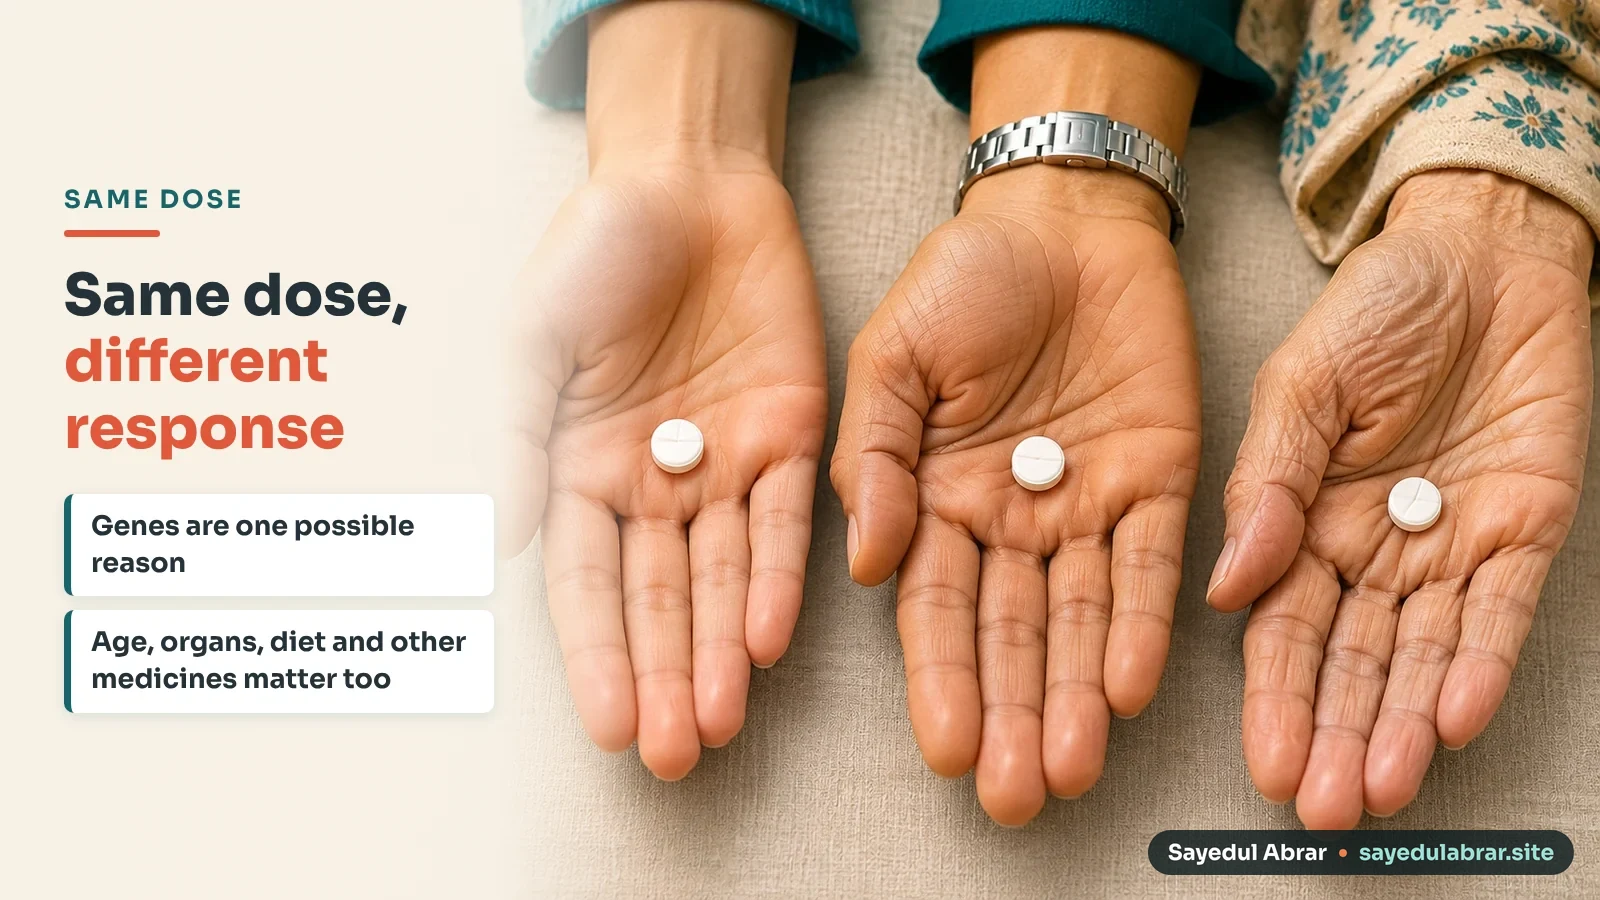 SAME DOSE
Same dose,
different
response
Genes are one possible
reason
Age, organs, diet and other
medicines matter too
Sayedul Abrar • sayedulabrar.site